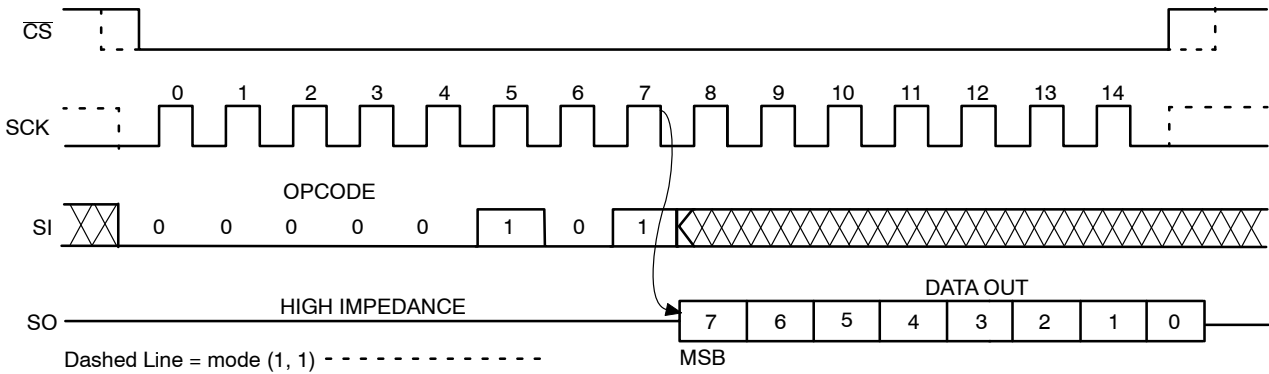 CS
0 1 2 3 4 5 6 7 8 9 10 11 12 13 14
SCK
OPCODE
SI 0 0 0 0 0 1 0 1
DATA OUT
HIGH IMPEDANCE
SO 7 6 5 4 3 2 1 0
Dashed Line = mode (1, 1) MSB